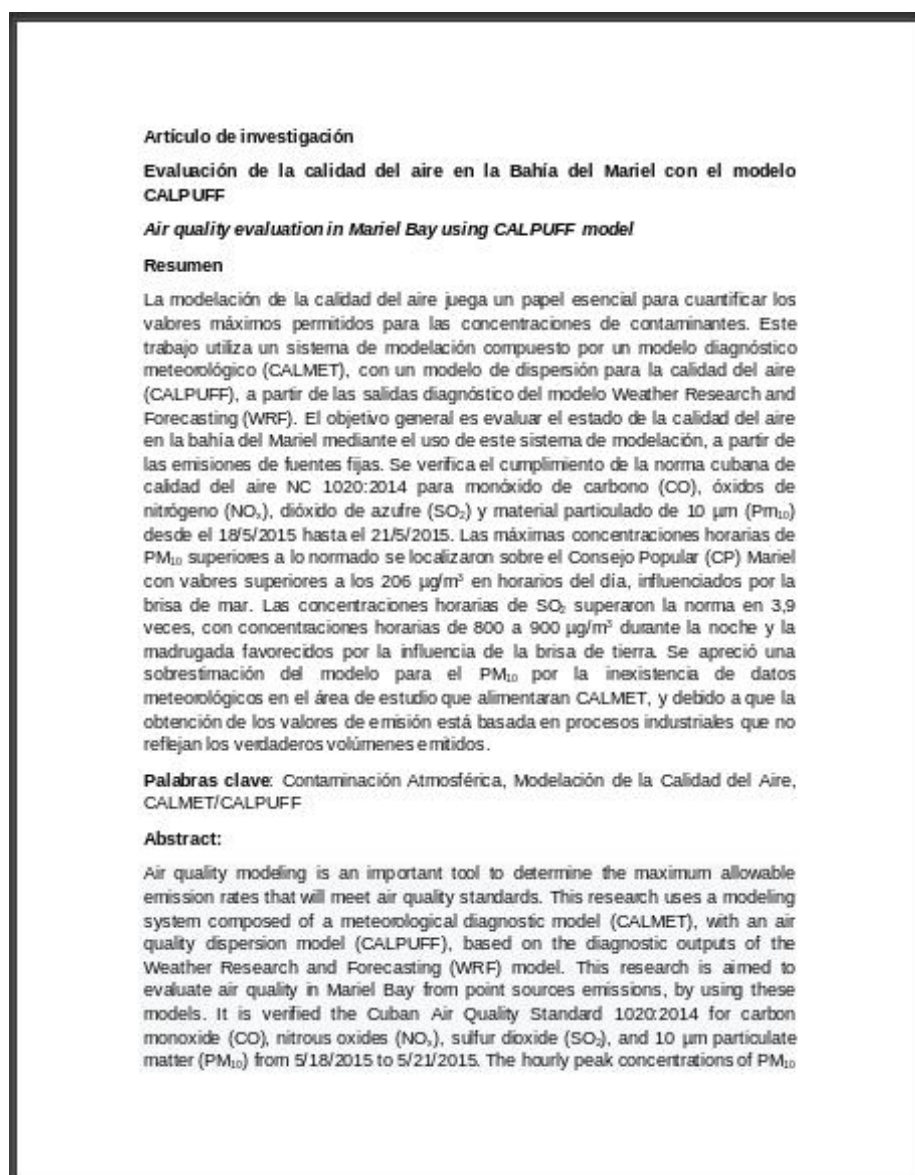 Artículo de investigación
Evaluación de la calidad del aire en la Bahía del Mariel con el modelo
CALPUFF
Air quality evaluation in Mariel Bay using CALPUFF model
Resumen
La modelación de la calidad del aire juega un papel esencial para cuantificar los
valores máximos permitidos para las concentraciones de contaminantes. Este
trabajo utiliza un sistema de modelación compuesto por un modelo diagnóstico
meteorológico (CALMET), con un modelo de dispersión para la calidad del aire
(CALPUFF), a partir de las salidas diagnóstico del modelo Weather Research and
Forecasting (WRF). El objetivo general es evaluar el estado de la calidad del aire
en la bahía del Mariel mediante el uso de este sistema de modelación, a partir de
las emisiones de fuentes fijas. Se verifica el cumplimiento de la norma cubana de
calidad del aire NC 1020:2014 para monóxido de carbono (CO), óxidos de
nitrógeno (NOₓ), dióxido de azufre (SO₂) y material particulado de 10 µm (Pm₁₀)
desde el 18/5/2015 hasta el 21/5/2015. Las máximas concentraciones horarias de
PM₁₀ superiores a lo normado se localizaron sobre el Consejo Popular (CP) Mariel
con valores superiores a los 206 µg/m³ en horarios del día, influenciados por la
brisa de mar. Las concentraciones horarias de SO₂ superaron la norma en 3,9
veces, con concentraciones horarias de 800 a 900 µg/m³ durante la noche y la
madrugada favorecidos por la influencia de la brisa de tierra. Se apreció una
sobrestimación del modelo para el PM₁₀ por la inexistencia de datos
meteorológicos en el área de estudio que alimentaran CALMET, y debido a que la
obtención de los valores de emisión está basada en procesos industriales que no
reflejan los verdaderos volúmenes emitidos.
Palabras clave: Contaminación Atmosférica, Modelación de la Calidad del Aire,
CALMET/CALPUFF
Abstract:
Air quality modeling is an important tool to determine the maximum allowable
emission rates that will meet air quality standards. This research uses a modeling
system composed of a meteorological diagnostic model (CALMET), with an air
quality dispersion model (CALPUFF), based on the diagnostic outputs of the
Weather Research and Forecasting (WRF) model. This research is aimed to
evaluate air quality in Mariel Bay from point sources emissions, by using these
models. It is verified the Cuban Air Quality Standard 1020:2014 for carbon
monoxide (CO), nitrous oxides (NOₓ), sulfur dioxide (SO₂), and 10 µm particulate
matter (PM₁₀) from 5/18/2015 to 5/21/2015. The hourly peak concentrations of PM₁₀